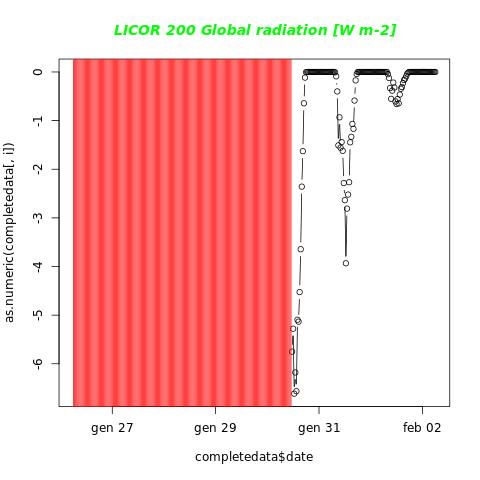 LICOR 200 Global radiation [W m-2]
as.numeric(completedata[, i])
0
-1
-2
-3
-4
-5
-6
gen 27
gen 29
gen 31
feb 02
completedata$date